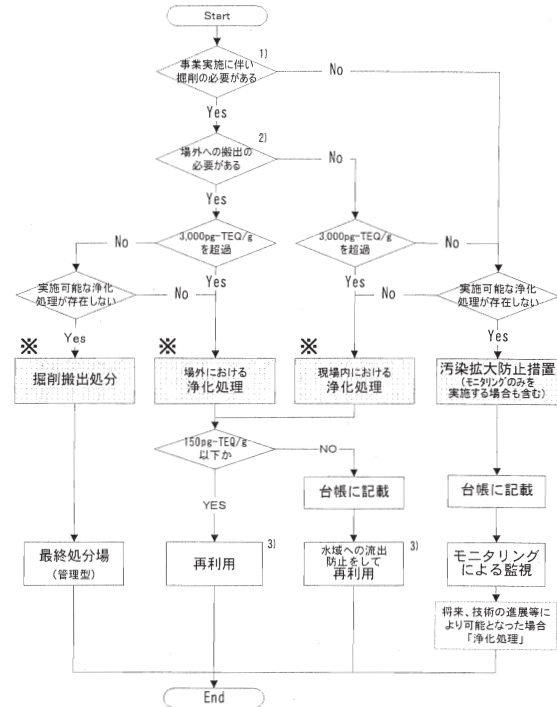 Start
事業実施に伴い
掘削の必要がある
1)
No
Yes
場外への搬出の
必要がある
2)
No
Yes
3,000pg-TEQ/g
を超過
No
Yes
3,000pg-TEQ/g
を超過
No
Yes
実施可能な浄化
処理が存在しない
No
Yes
実施可能な浄化
処理が存在しない
No
Yes
※
掘削搬出処分
※
場外における
浄化処理
※
現場内における
浄化処理
汚染拡大防止措置
(モニタリングのみを
実施する場合も含む)
150pg-TEQ/g
以下か
NO
YES
台帳に記載
台帳に記載
最終処分場
(管理型)
再利用
3)
水域への流出
防止をして
再利用
3)
モニタリング
による監視
将来、技術の進展等に
より可能となった場合
「浄化処理」
End